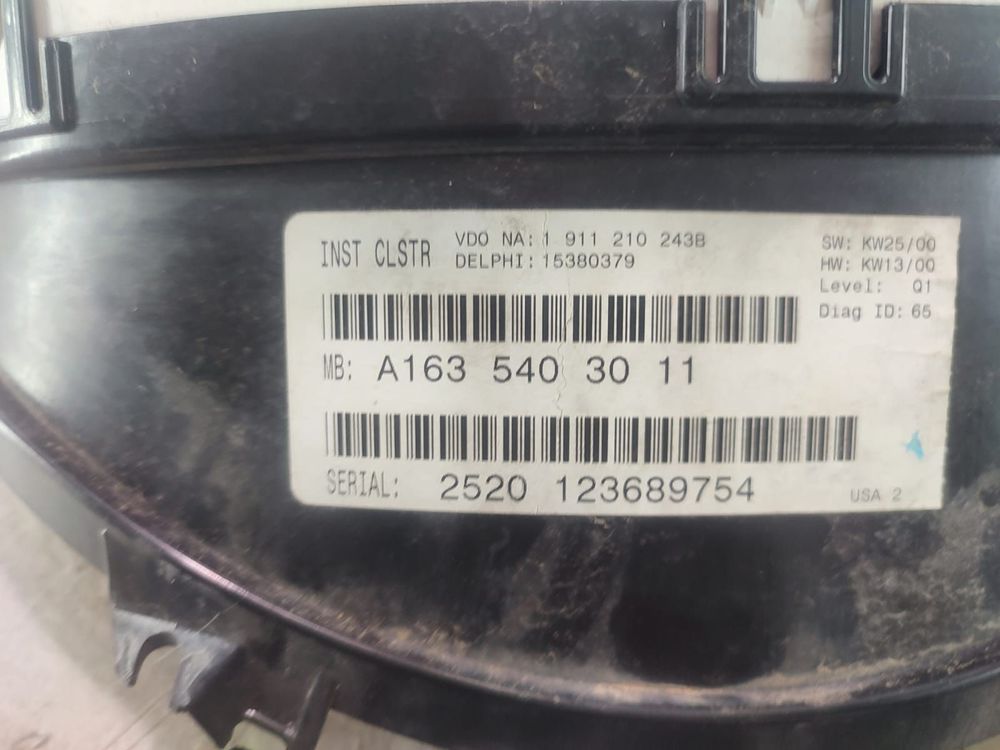 INST CLSTR
VDO NA: 1 911 210 243B
DELPHI: 15380379
SW: KW25/00
HW: KW13/00
Level: Q1
Diag ID: 65
MB: A163 540 30 11
SERIAL: 2520 123689754
USA 2